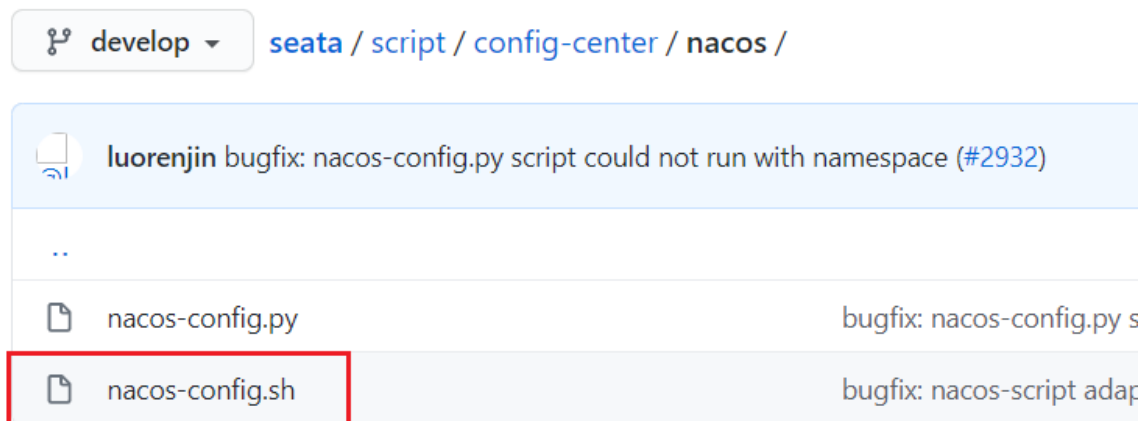 develop seata / script / config-center / nacos /
luorenjin bugfix: nacos-config.py script could not run with namespace (#2932)
..
nacos-config.py bugfix: nacos-config.py
nacos-config.sh bugfix: nacos-script